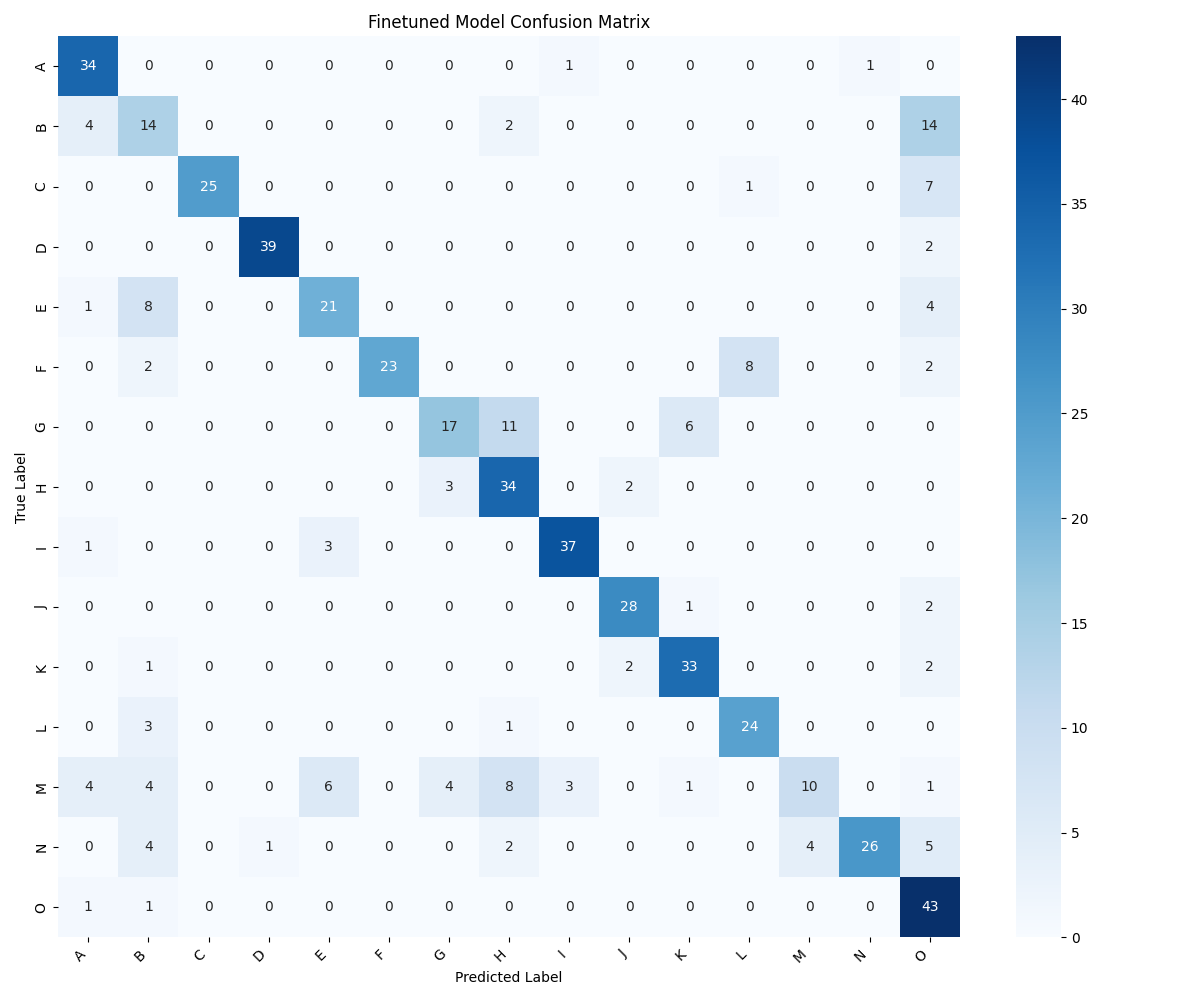 Finetuned Model Confusion Matrix
A 34 0 0 0 0 0 0 0 1 0 0 0 0 1 0
B 4 14 0 0 0 0 0 2 0 0 0 0 0 0 14
C 0 0 25 0 0 0 0 0 0 0 0 1 0 0 7
D 0 0 0 39 0 0 0 0 0 0 0 0 0 0 2
E 1 8 0 0 21 0 0 0 0 0 0 0 0 0 4
F 0 2 0 0 0 23 0 0 0 0 0 8 0 0 2
G 0 0 0 0 0 0 17 11 0 0 6 0 0 0 0
H 0 0 0 0 0 0 3 34 0 2 0 0 0 0 0
I 1 0 0 0 3 0 0 0 37 0 0 0 0 0 0
J 0 0 0 0 0 0 0 0 0 28 1 0 0 0 2
K 0 1 0 0 0 0 0 0 0 2 33 0 0 0 2
L 0 3 0 0 0 0 0 1 0 0 0 24 0 0 0
M 4 4 0 0 6 0 4 8 3 0 1 0 10 0 1
N 0 4 0 1 0 0 0 2 0 0 0 0 4 26 5
O 1 1 0 0 0 0 0 0 0 0 0 0 0 0 43
A B C D E F G H I J K L M N O
True Label
Predicted Label
40
35
30
25
20
15
10
5
0